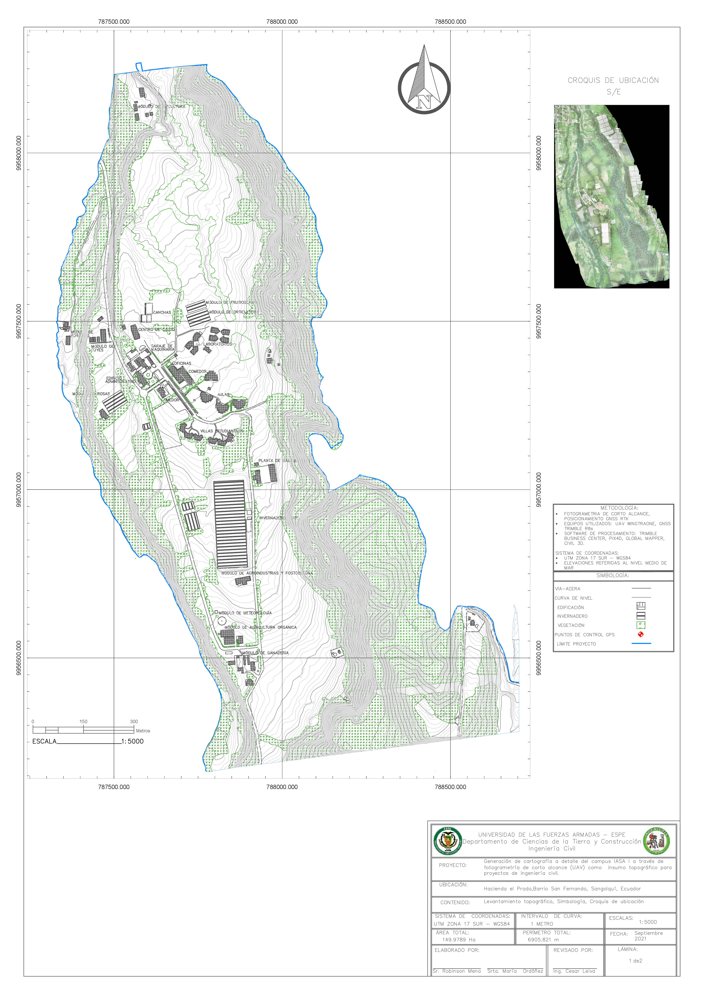 787500.000
788000.000
788500.000
9958000.000
9958000.000
9957500.000
9957500.000
9957000.000
9957000.000
9956500.000
9956500.000
N
CROQUIS DE UBICACIÓN
S/E
MÓDULO DE
CULTURA
MÓDULO DE FRUTICULTURA
CANCHAS
MÓDULO DE ORTICULTUR
CENTRO DE SALUD
MÓDULO DE
MÓDULO DE
CUYES
GARAJE DE
MAQUINARIA
LABORATORIOS
OFICINAS
COMEDOR
EDIFICIO
ADMINISTRATIVO
ROSAS
COMEDOR
AULAS
VILLAS ESTUDIANTILES
PLANTA DE
INVERNADERO
MÓDULO DE AGROINDUSTRIAS Y
MÓDULO DE METEOROLOGÍA
MÓDULO DE AGRICULTURA ORGANICA
MÓDULO DE GANADERÍA
METODOLOGÍA:
• FOTOGRAMETRIA DE CORTO ALCANCE,
POSICIONAMIENTO GNSS RTK
• EQUIPOS UTILIZADOS: UAV WINGTRAONE, GNSS
TRIMBLE R8s
• SOFTWARE DE PROCESAMIENTO: TRIMBLE
BUSINESS CENTER, PIX4D, GLOBAL MAPPER,
CIVIL 3D.
SISTEMA DE COORDENADAS:
• UTM ZONA 17 SUR – WGS84
• ELEVACIONES REFERIDAS AL NIVEL MEDIO DE
MAR
SIMBOLOGÍA:
VÍA–ACERA
CURVA DE NIVEL
EDIFICACIÓN
INVERNADERO
VEGETACIÓN
PUNTOS DE CONTROL GPS
LÍMITE PROYECTO
0 150 300
Metros
ESCALA 1:5000
787500.000
788000.000
788500.000
ESPE
INGENIERIA
CIVIL
UNIVERSIDAD DE LAS FUERZAS ARMADAS – ESPE
Departamento de Ciencias de la Tierra y Construcción
Ingeniería Civil
PROYECTO:
Generación de cartografía a detalle del campus IASA I a través de
fotogrametría de corto alcance (UAV) como insumo topográfico para
proyectos de ingeniería civil.
UBICACIÓN:
Hacienda el Prado,Barrio San Fernando, Sangolquí, Ecuador
CONTENIDO:
Levantamiento topográfico, Simbología, Croquis de ubicación
SISTEMA DE COORDENADAS:
UTM ZONA 17 SUR – WGS84
INTERVALO DE CURVA:
1 METRO
ESCALAS:
1:5000
ÁREA TOTAL:
149.9789 Ha
PERÍMETRO TOTAL:
6905.821 m
FECHA:
Septiembre
2021
ELABORADO POR:
REVISADO POR:
LÁMINA:
1 de2
Sr. Robinson Mena
Srta. María Ordóñez
Ing. Cesar Leiva